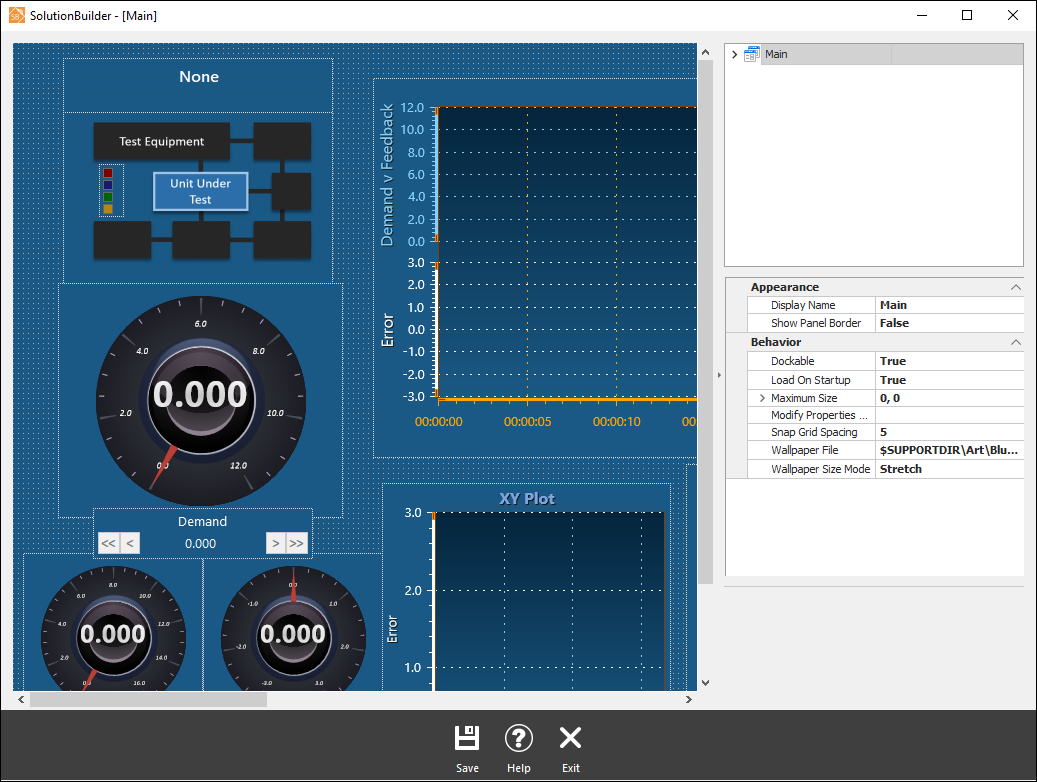 SolutionBuilder - [Main]
None
Test Equipment
Unit Under
Test
6.0
4.0
8.0
2.0
10.0
0.0
12.0
0.000
Demand
<<
<
0.000
>
>>
8.0
6.0
10.0
4.0
12.0
2.0
14.0
16.0
0.000
0.0
-1.0
1.0
-2.0
2.0
-3.0
3.0
0.000
Demand v Feedback
12.0
10.0
8.0
6.0
4.0
2.0
0.0
Error
3.0
2.0
1.0
0.0
-1.0
-2.0
-3.0
00:00:00
00:00:05
00:00:10
XY Plot
Error
3.0
2.0
1.0
Main
Appearance
Display Name Main
Show Panel Border False
Behavior
Dockable True
Load On Startup True
Maximum Size 0, 0
Modify Properties ...
Snap Grid Spacing 5
Wallpaper File $SUPPORTDIR\Art\Blu...
Wallpaper Size Mode Stretch
Save
Help
Exit